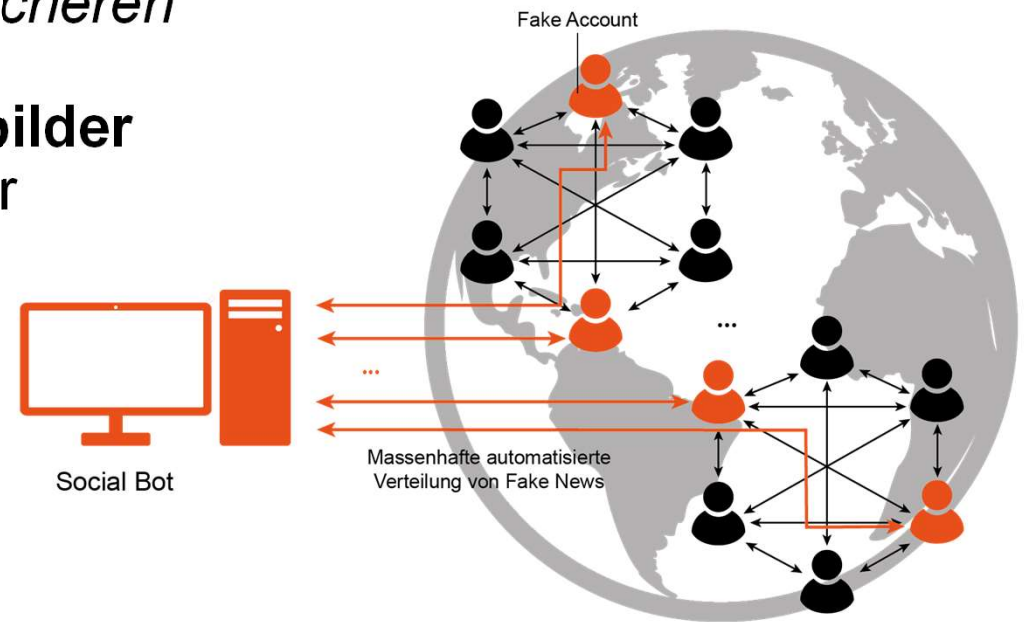 Fake Account
...
...
Massenhafte automatisierte
Verteilung von Fake News
Social Bot